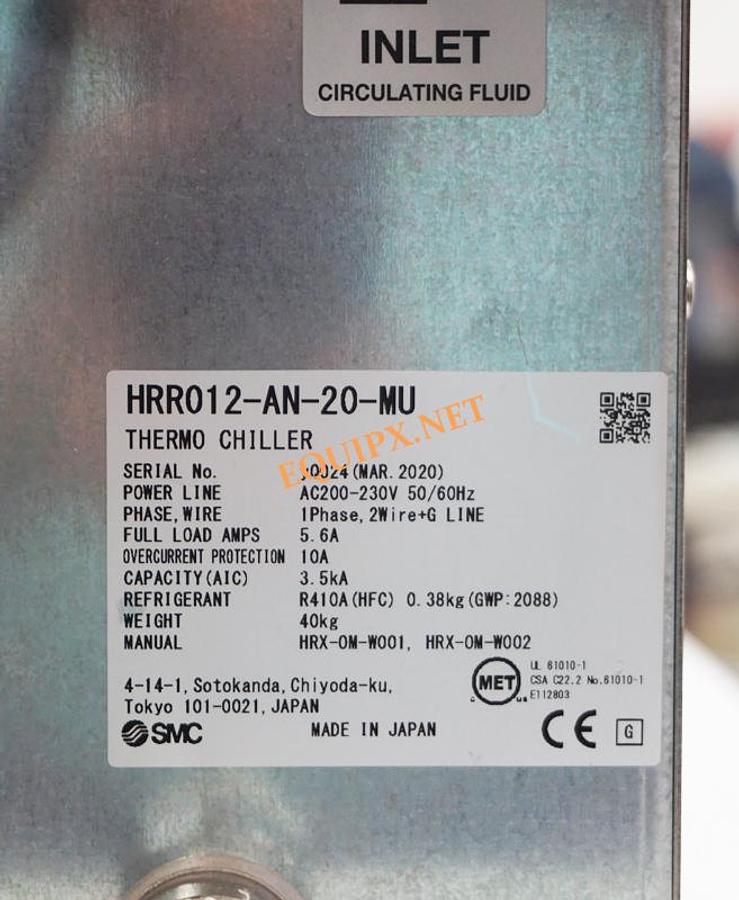 INLET
CIRCULATING FLUID
HRR012-AN-20-MU
THERMO CHILLER
EQUIPX.NET
SERIAL No. (MAR. 2020)
POWER LINE AC200-230V 50/60Hz
PHASE, WIRE 1Phase, 2Wire+G LINE
FULL LOAD AMPS 5.6A
OVERCURRENT PROTECTION 10A
CAPACITY(AIC) 3.5kA
REFRIGERANT R410A(HFC) 0.38kg(GWP:2088)
WEIGHT 40kg
MANUAL HRX-OM-W001, HRX-OM-W002
MET
c us
UL 61010-1
CSA C22.2 No.61010-1
E112803
4-14-1, Sotokanda, Chiyoda-ku,
Tokyo 101-0021, JAPAN
SMC MADE IN JAPAN CE G